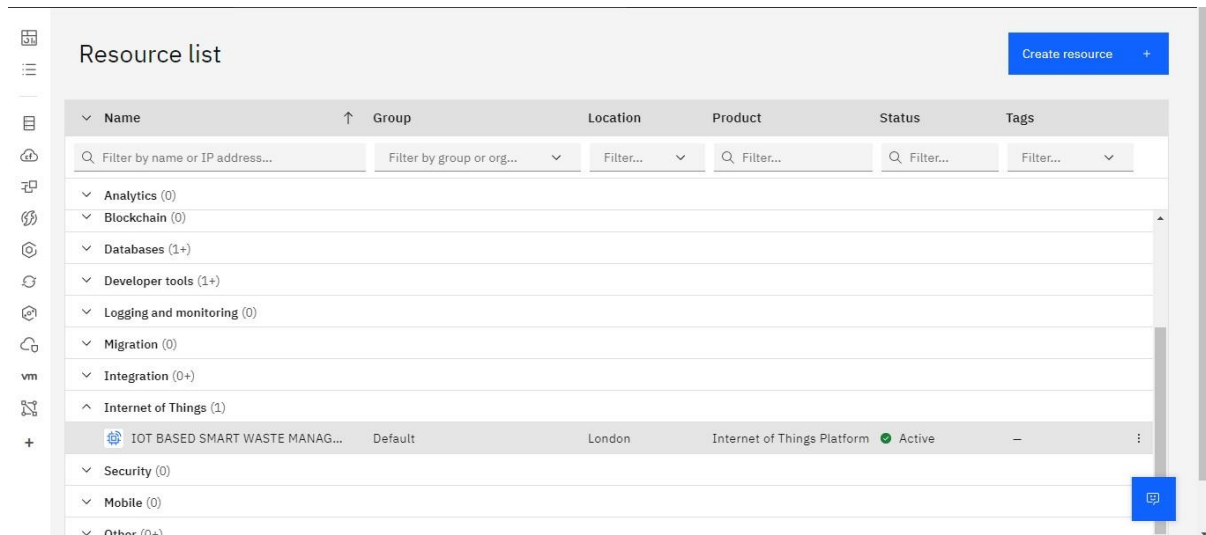 Resource list
Create resource +
Name Group Location Product Status Tags
Filter by name or IP address... Filter by group or org... Filter... Filter... Filter... Filter...
Analytics (0)
Blockchain (0)
Databases (1+)
Developer tools (1+)
Logging and monitoring (0)
Migration (0)
vm
Integration (0+)
Internet of Things (1)
IOT BASED SMART WASTE MANAG... Default London Internet of Things Platform Active –
Security (0)
Mobile (0)
Other (0+)